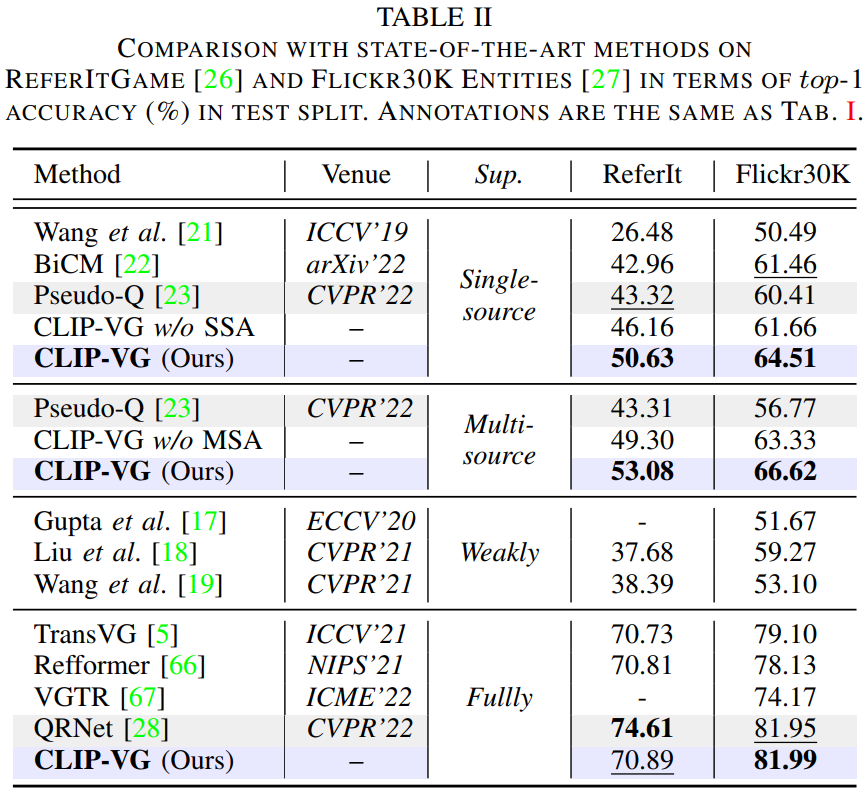 TABLE II
COMPARISON WITH STATE-OF-THE-ART METHODS ON
REFERITGAME [26] AND FLICKR30K ENTITIES [27] IN TERMS OF top-1
ACCURACY (%) IN TEST SPLIT. ANNOTATIONS ARE THE SAME AS TAB. I.
Method Venue Sup. ReferIt Flickr30K
Wang et al. [21] ICCV'19 26.48 50.49
BiCM [22] arXiv'22 42.96 61.46
Single-
Pseudo-Q [23] CVPR'22 43.32 60.41
source
CLIP-VG w/o SSA – 46.16 61.66
CLIP-VG (Ours) – 50.63 64.51
Pseudo-Q [23] CVPR'22 43.31 56.77
Multi-
CLIP-VG w/o MSA – 49.30 63.33
source
CLIP-VG (Ours) – 53.08 66.62
Gupta et al. [17] ECCV'20 - 51.67
Liu et al. [18] CVPR'21 Weakly 37.68 59.27
Wang et al. [19] CVPR'21 38.39 53.10
TransVG [5] ICCV'21 70.73 79.10
Refformer [66] NIPS'21 70.81 78.13
VGTR [67] ICME'22 Fullly - 74.17
QRNet [28] CVPR'22 74.61 81.95
CLIP-VG (Ours) – 70.89 81.99